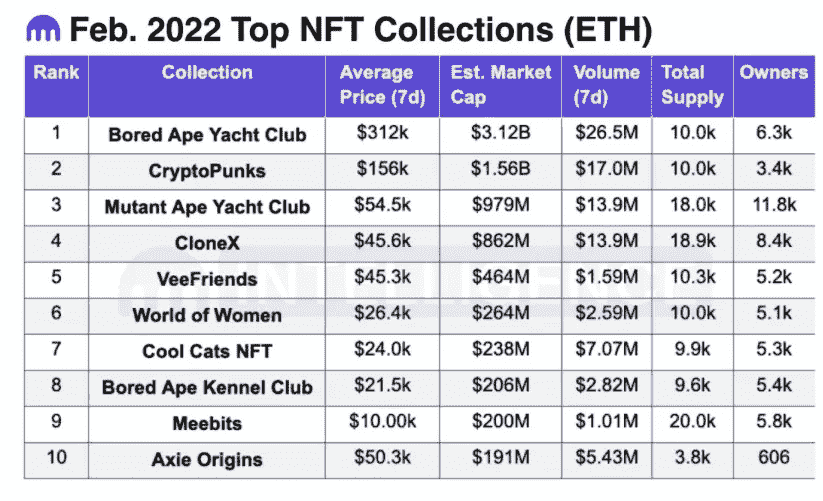 Feb. 2022 Top NFT Collections (ETH)
Rank Collection Average Price (7d) Est. Market Cap Volume (7d) Total Supply Owners
1 Bored Ape Yacht Club $312k $3.12B $26.5M 10.0k 6.3k
2 CryptoPunks $156k $1.56B $17.0M 10.0k 3.4k
3 Mutant Ape Yacht Club $54.5k $979M $13.9M 18.0k 11.8k
4 CloneX $45.6k $862M $13.9M 18.9k 8.4k
5 VeeFriends $45.3k $464M $1.59M 10.3k 5.2k
6 World of Women $26.4k $264M $2.59M 10.0k 5.1k
7 Cool Cats NFT $24.0k $238M $7.07M 9.9k 5.3k
8 Bored Ape Kennel Club $21.5k $206M $2.82M 9.6k 5.4k
9 Meebits $10.00k $200M $1.01M 20.0k 5.8k
10 Axie Origins $50.3k $191M $5.43M 3.8k 606